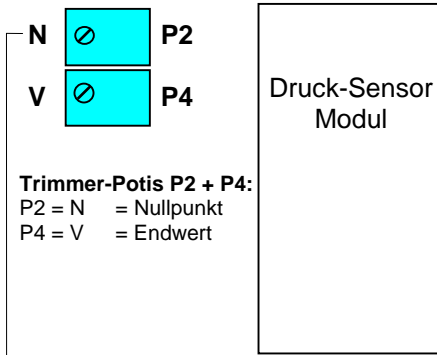 N P2
V P4
Druck-Sensor
Modul
Trimmer-Potis P2 + P4:
P2 = N = Nullpunkt
P4 = V = Endwert